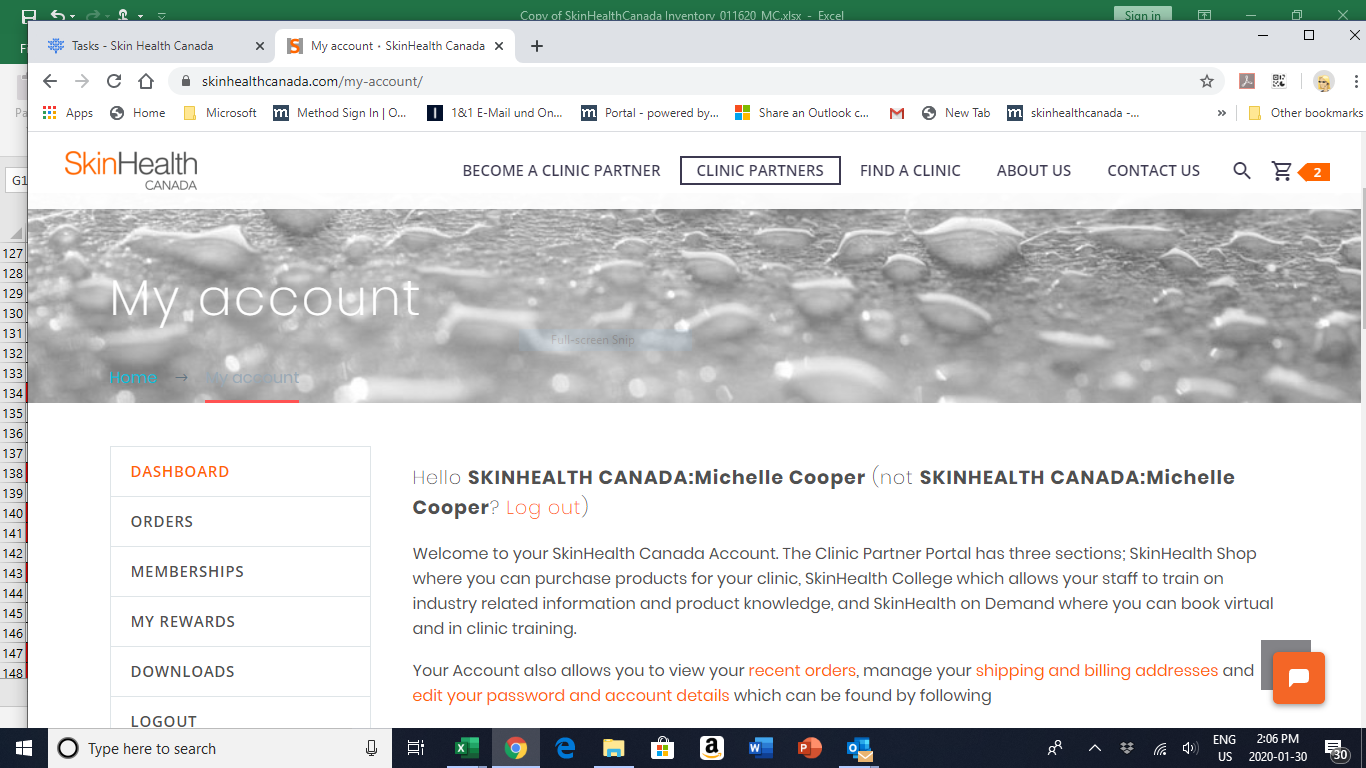 Copy of SkinHealthCanada Inventory_011620_MC.xlsx - Excel
Sign in
Tasks - Skin Health Canada
My account • SkinHealth Canada
skinhealthcanada.com/my-account/
Apps
Home
Microsoft
Method Sign In | O...
1&1 E-Mail und On...
Portal - powered by...
Share an Outlook c...
New Tab
skinhealthcanada -...
»
Other bookmarks
SkinHealth
CANADA
BECOME A CLINIC PARTNER
CLINIC PARTNERS
FIND A CLINIC
ABOUT US
CONTACT US
2
G1
127
128
129
130
131
132
133
134
135
136
137
138
139
140
141
142
143
144
145
146
147
148
My account
Full-screen Snip
Home → My account
DASHBOARD
ORDERS
MEMBERSHIPS
MY REWARDS
DOWNLOADS
LOGOUT
Hello SKINHEALTH CANADA:Michelle Cooper (not SKINHEALTH CANADA:Michelle
Cooper? Log out)
Welcome to your SkinHealth Canada Account. The Clinic Partner Portal has three sections; SkinHealth Shop
where you can purchase products for your clinic, SkinHealth College which allows your staff to train on
industry related information and product knowledge, and SkinHealth on Demand where you can book virtual
and in clinic training.
Your Account also allows you to view your recent orders, manage your shipping and billing addresses and
edit your password and account details which can be found by following
Type here to search
ENG
US
2:06 PM
2020-01-30
30